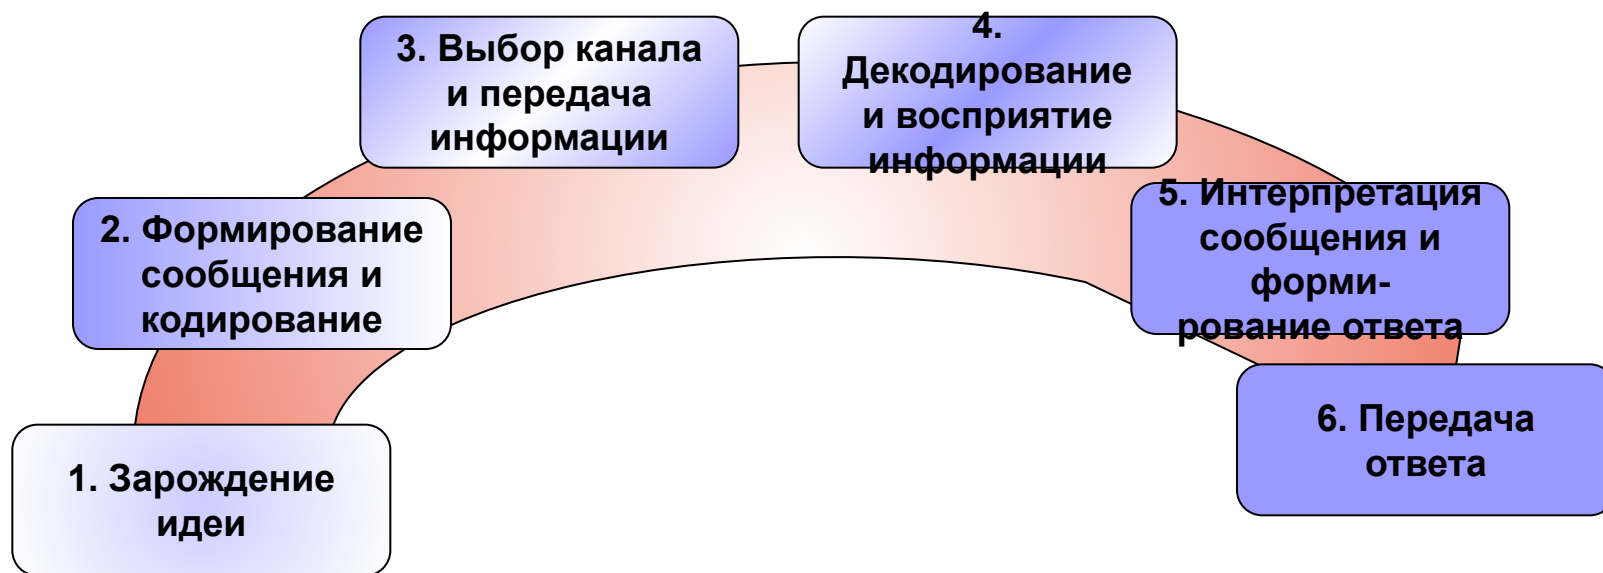 1. Зарождение
идеи
2. Формирование
сообщения и
кодирование
3. Выбор канала
и передача
информации
4.
Декодирование
и восприятие
информации
5. Интерпретация
сообщения и
форми-
рование ответа
6. Передача
ответа